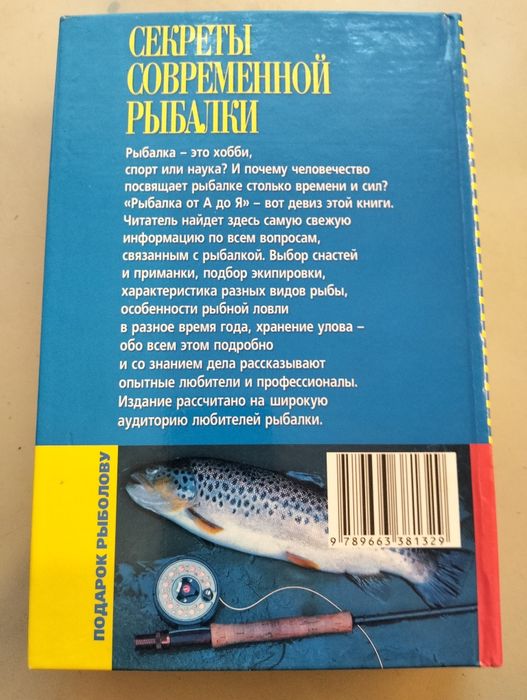 СЕКРЕТЫ
СОВРЕМЕННОЙ
РЫБАЛКИ
Рыбалка – это хобби,
спорт или наука? И почему человечество
посвящает рыбалке столько времени и сил?
«Рыбалка от А до Я» – вот девиз этой книги.
Читатель найдет здесь самую свежую
информацию по всем вопросам,
связанным с рыбалкой. Выбор снастей
и приманки, подбор экипировки,
характеристика разных видов рыбы,
особенности рыбной ловли
в разное время года, хранение улова –
обо всем этом подробно
и со знанием дела рассказывают
опытные любители и профессионалы.
Издание рассчитано на широкую
аудиторию любителей рыбалки.
ПОДАРОК РЫБОЛОВУ
9 789663 381329